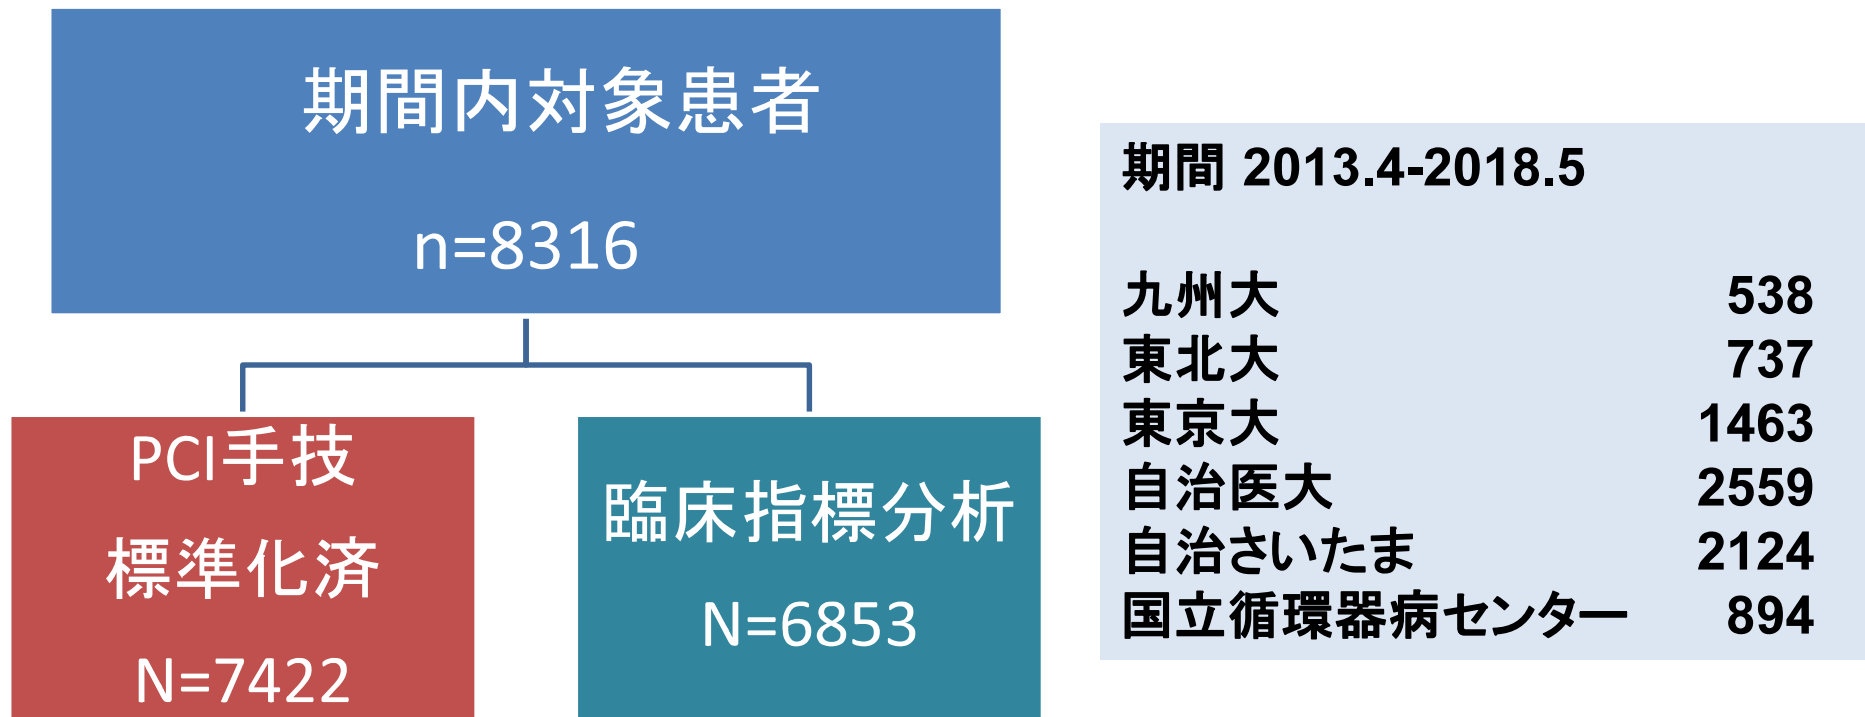 期間内対象患者
n=8316
PCI手技
標準化済
N=7422
臨床指標分析
N=6853
期間 2013.4-2018.5
九州大 538
東北大 737
東京大 1463
自治医大 2559
自治さいたま 2124
国立循環器病センター 894